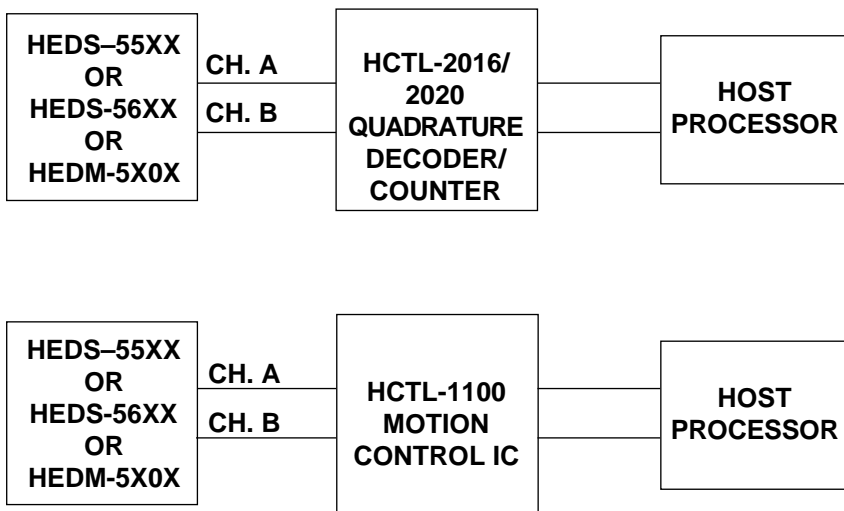 HEDS–55XX
OR
HEDS-56XX
OR
HEDM-5X0X
CH. A
CH. B
HCTL-2016/
2020
QUADRATURE
DECODER/
COUNTER
HOST
PROCESSOR
HEDS–55XX
OR
HEDS-56XX
OR
HEDM-5X0X
CH. A
CH. B
HCTL-1100
MOTION
CONTROL IC
HOST
PROCESSOR